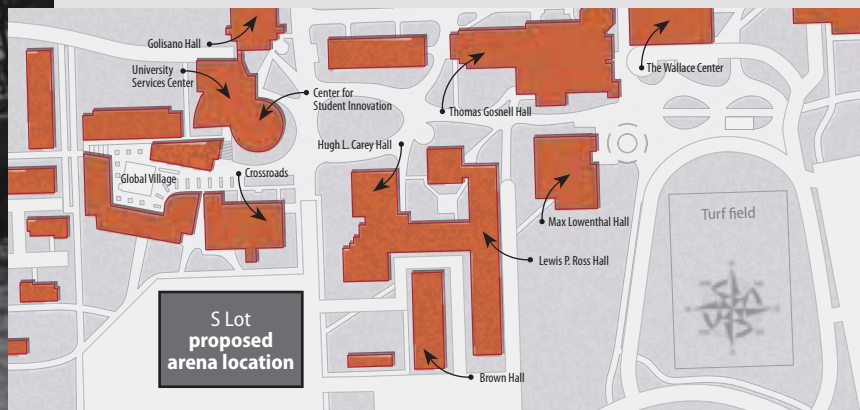 Golisano Hall
University
Services Center
Center for
Student Innovation
The Wallace Center
Thomas Gosnell Hall
Hugh L. Carey Hall
Global Village
Crossroads
Max Lowenthal Hall
Turf field
Lewis P. Ross Hall
S Lot
proposed
arena location
Brown Hall